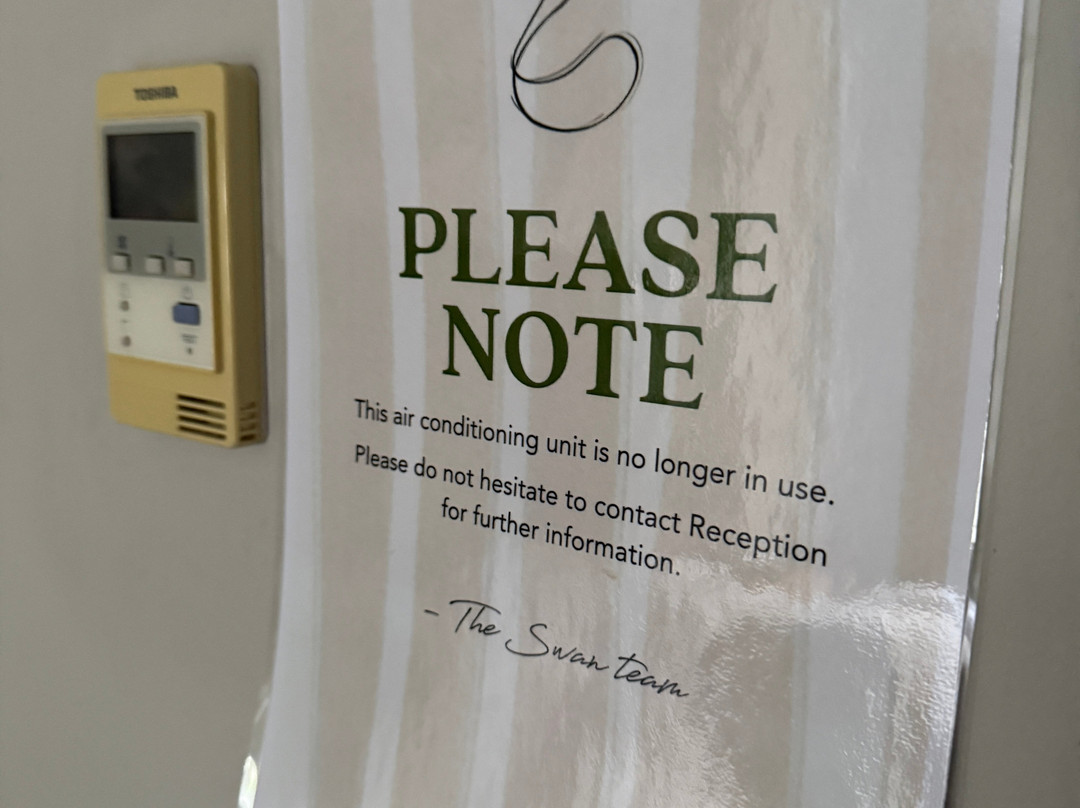 TOSHIBA
PLEASE
NOTE
This air conditioning unit is no longer in use.
Please do not hesitate to contact Reception
for further information.
- The Swan team